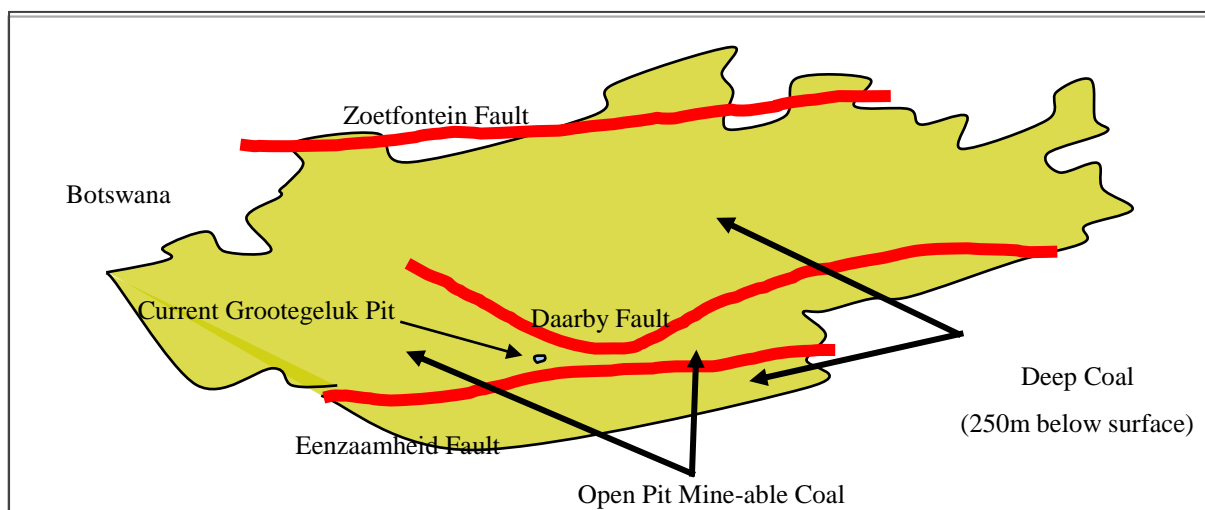 Zoetfontein Fault
Botswana
Current Grootegeluk Pit
Daarby Fault
Deep Coal
(250m below surface)
Eenzaamheid Fault
Open Pit Mine-able Coal